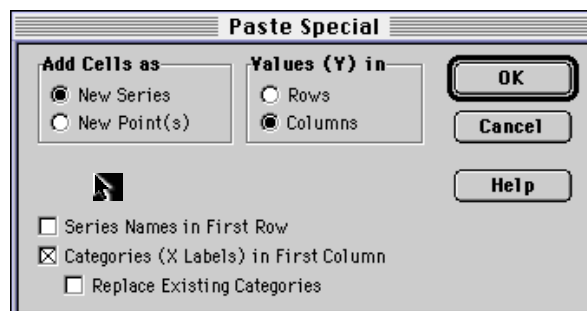 Paste Special
Add Cells as
New Series
New Point(s)
Values (Y) in
Rows
Columns
OK
Cancel
Help
Series Names in First Row
Categories (X Labels) in First Column
Replace Existing Categories